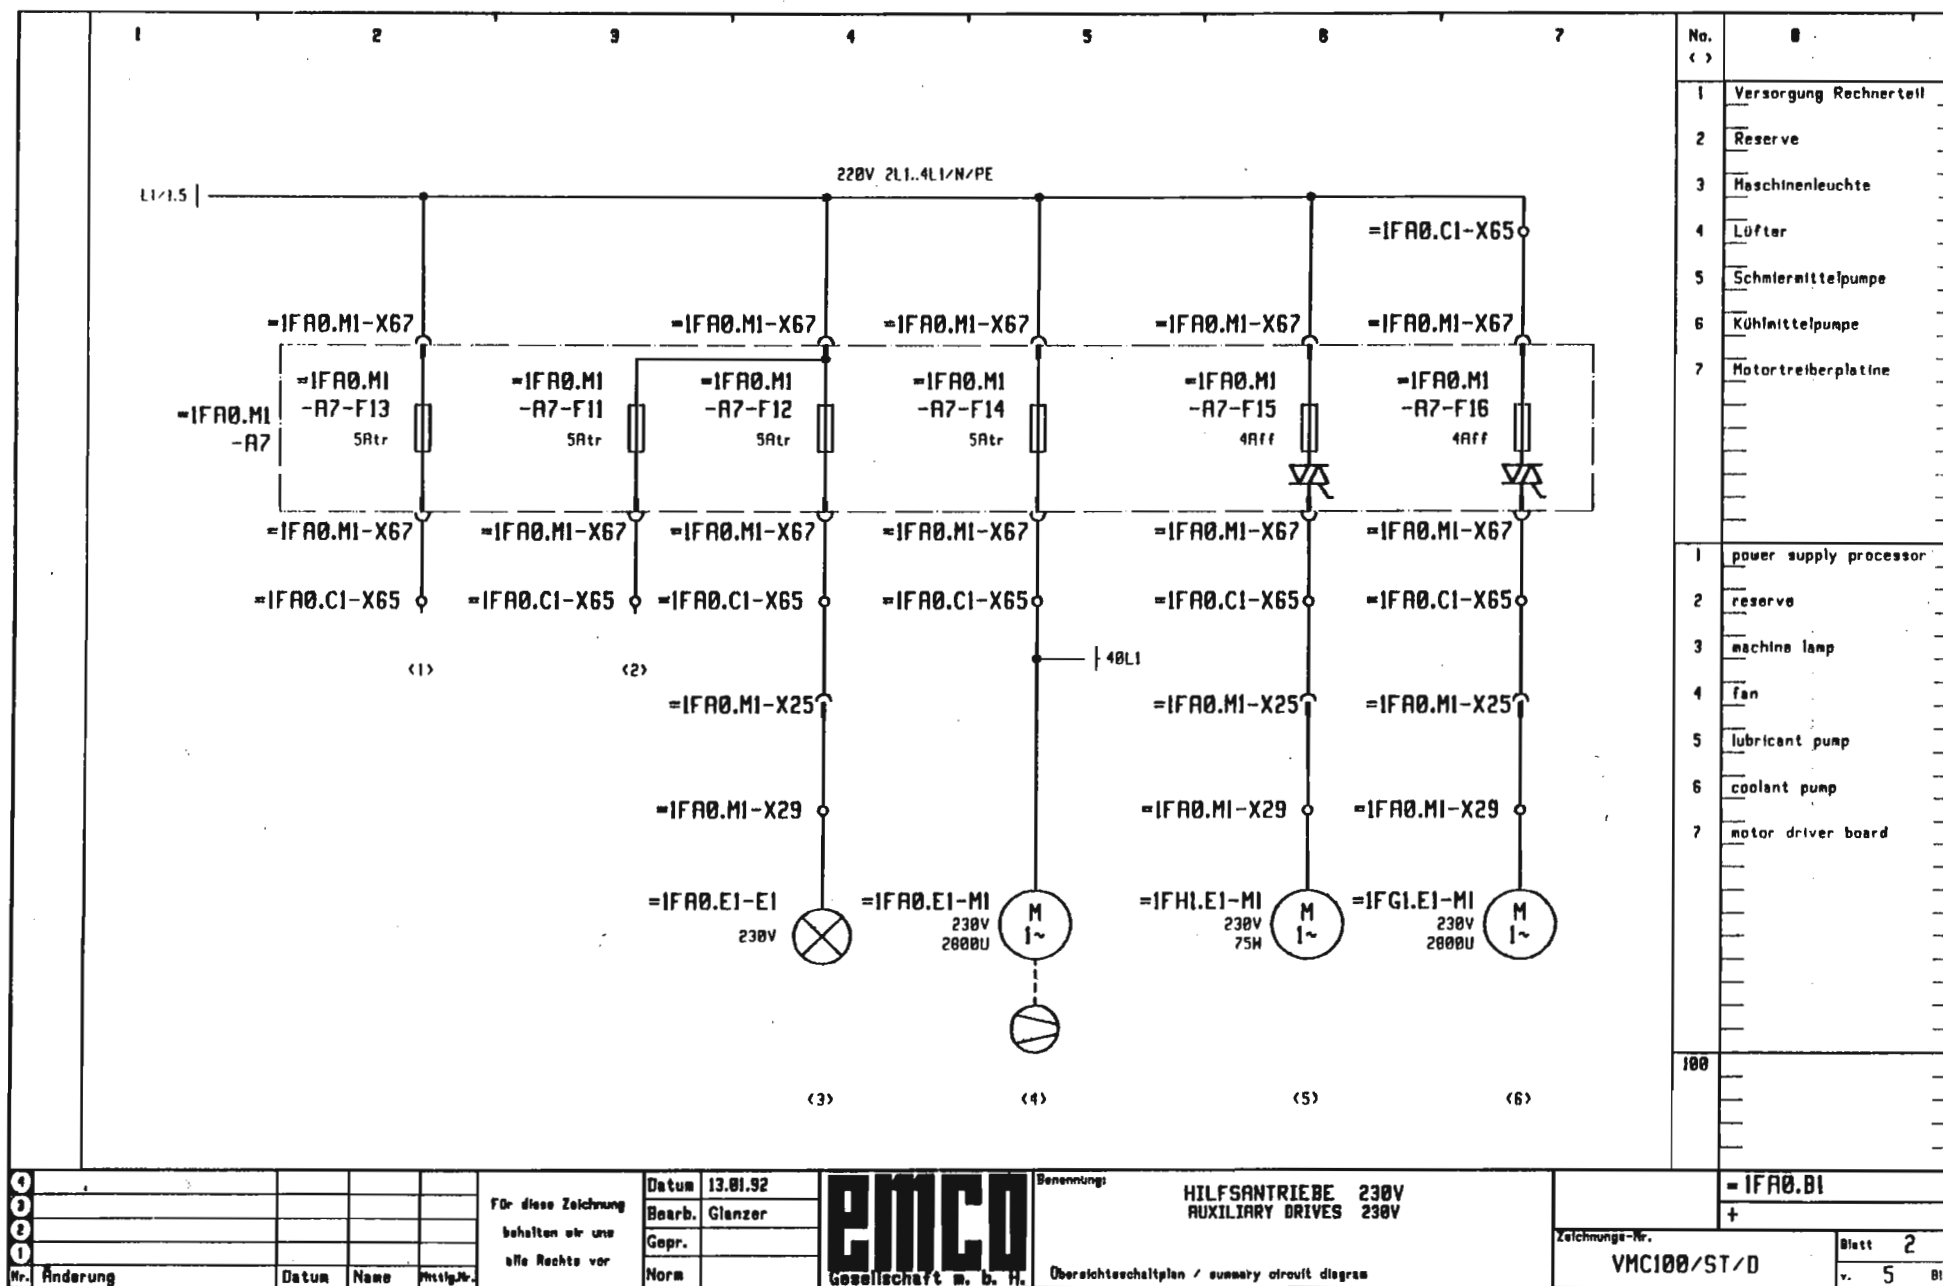 1 2 3 4 5 6 7 No. 8
< >
1 Versorgung Rechnerteil
2 Reserve
3 Maschinenleuchte
4 Lüfter
5 Schmiermittelpumpe
6 Kühlmittelpumpe
7 Motortreiberplatine
1 power supply processor
2 reserve
3 machine lamp
4 fan
5 lubricant pump
6 coolant pump
7 motor driver board
100
220V 2L1..4L1/N/PE
L1/1.5
=1FA0.C1-X65
=1FA0.M1-X67 =1FA0.M1-X67 =1FA0.M1-X67 =1FA0.M1-X67 =1FA0.M1-X67
=1FA0.M1 =1FA0.M1 =1FA0.M1 =1FA0.M1 =1FA0.M1 =1FA0.M1
=1FA0.M1 -A7-F13 -A7-F11 -A7-F12 -A7-F14 -A7-F15 -A7-F16
-A7 5Atr 5Atr 5Atr 5Atr 4Aff 4Aff
=1FA0.M1-X67 =1FA0.M1-X67 =1FA0.M1-X67 =1FA0.M1-X67 =1FA0.M1-X67 =1FA0.M1-X67
=1FA0.C1-X65 =1FA0.C1-X65 =1FA0.C1-X65 =1FA0.C1-X65 =1FA0.C1-X65 =1FA0.C1-X65
<1> <2> 40L1
=1FA0.M1-X25 =1FA0.M1-X25 =1FA0.M1-X25
=1FA0.M1-X29 =1FA0.M1-X29 =1FA0.M1-X29
=1FA0.E1-E1 =1FA0.E1-M1 M =1FH1.E1-M1 M =1FG1.E1-M1 M
230V 230V 1~ 230V 1~ 230V 1~
2800U 75W 2800U
<3> <4> <5> <6>
4
3
2
1
Nr. Änderung Datum Name Mittlg.Nr.
Für diese Zeichnung
behalten wir uns
alle Rechte vor
Datum 13.01.92
Bearb. Glanzer
Gepr.
Norm
emco
Gesellschaft m. b. H.
Benennung:
HILFSANTRIEBE 230V
AUXILIARY DRIVES 230V
Übersichtsschaltplan / summary circuit diagram
= 1FA0.B1
+
Zeichnungs-Nr.
VMC100/ST/D
Blatt 2
v. 5 Bl